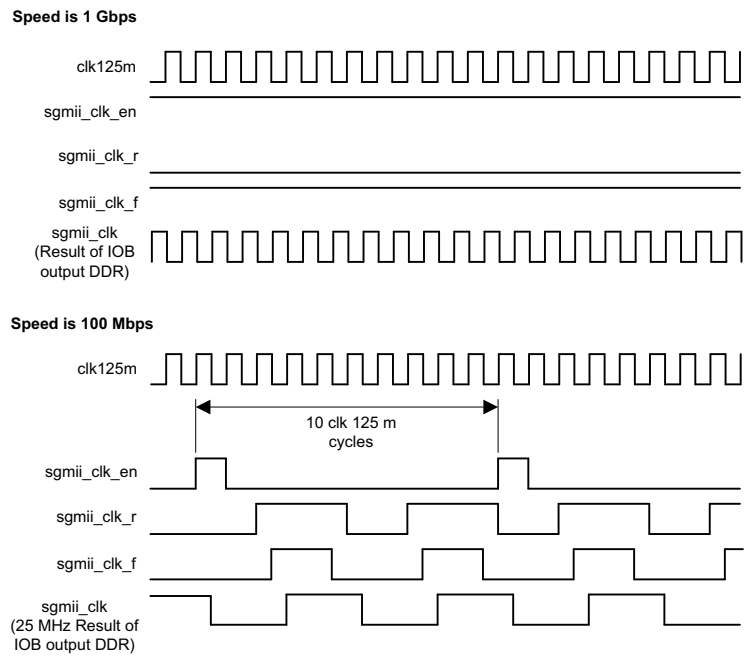 Speed is 1 Gbps
clk125m
sgmii_clk_en
sgmii_clk_r
sgmii_clk_f
sgmii_clk
(Result of IOB
output DDR)
Speed is 100 Mbps
clk125m
10 clk 125 m
cycles
sgmii_clk_en
sgmii_clk_r
sgmii_clk_f
sgmii_clk
(25 MHz Result of
IOB output DDR)